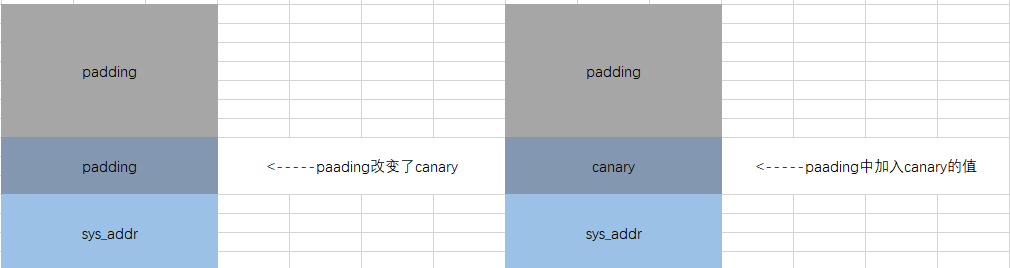 padding
padding
padding
<-----paading改变了canary
canary
<-----paading中加入canary的值
sys_addr
sys_addr